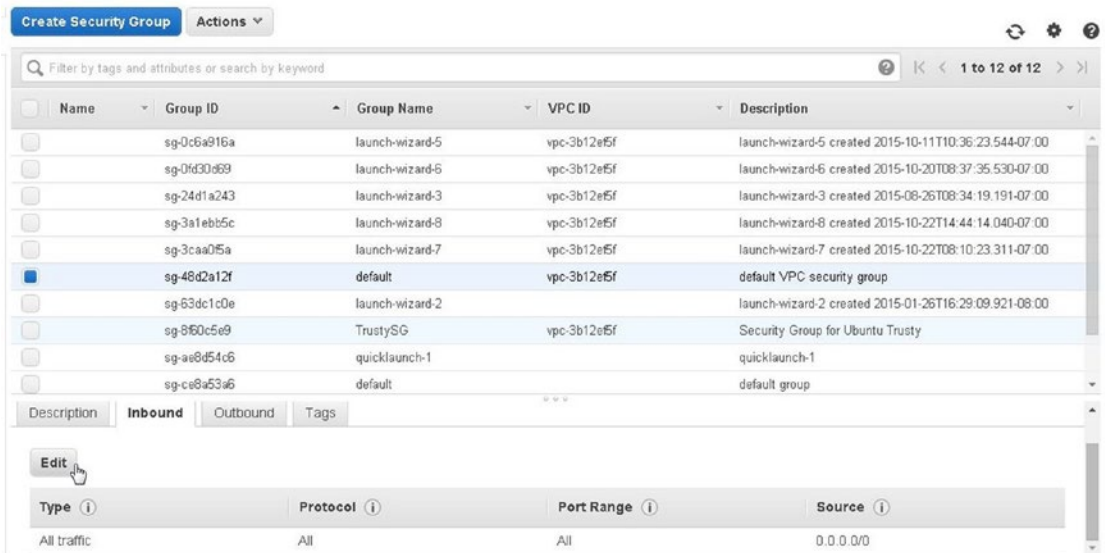 Create Security Group Actions
Filter by tags and attributes or search by keyword 1 to 12 of 12
Name Group ID Group Name VPC ID Description
sg-0c6a916a launch-wizard-5 vpc-3b12ef5f launch-wizard-5 created 2015-10-11T10:36:23.544-07:00
sg-0fd30d69 launch-wizard-6 vpc-3b12ef5f launch-wizard-6 created 2015-10-20T08:37:35.530-07:00
sg-24d1a243 launch-wizard-3 vpc-3b12ef5f launch-wizard-3 created 2015-08-26T08:34:19.191-07:00
sg-3a1ebb5c launch-wizard-8 vpc-3b12ef5f launch-wizard-8 created 2015-10-22T14:44:14.040-07:00
sg-3caa0f5a launch-wizard-7 vpc-3b12ef5f launch-wizard-7 created 2015-10-22T08:10:23.311-07:00
sg-48d2a12f default vpc-3b12ef5f default VPC security group
sg-63dc1c0e launch-wizard-2 launch-wizard-2 created 2015-01-26T16:29:09.921-08:00
sg-8f60c5e9 TrustySG vpc-3b12ef5f Security Group for Ubuntu Trusty
sg-ae8d54c6 quicklaunch-1 quicklaunch-1
sg-ce8a53a6 default default group
Description Inbound Outbound Tags
Edit
Type Protocol Port Range Source
All traffic All All 0.0.0.0/0